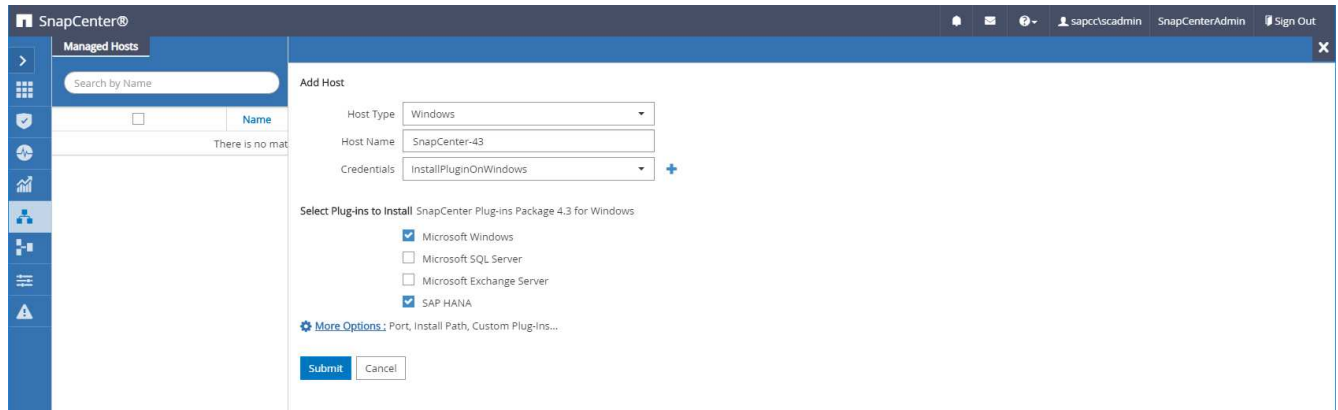 SnapCenter®
sapcc\scadmin SnapCenterAdmin Sign Out
Managed Hosts
Search by Name
Name
There is no mat
Add Host
Host Type Windows
Host Name SnapCenter-43
Credentials InstallPluginOnWindows
Select Plug-ins to Install SnapCenter Plug-ins Package 4.3 for Windows
Microsoft Windows
Microsoft SQL Server
Microsoft Exchange Server
SAP HANA
More Options : Port, Install Path, Custom Plug-Ins...
Submit Cancel